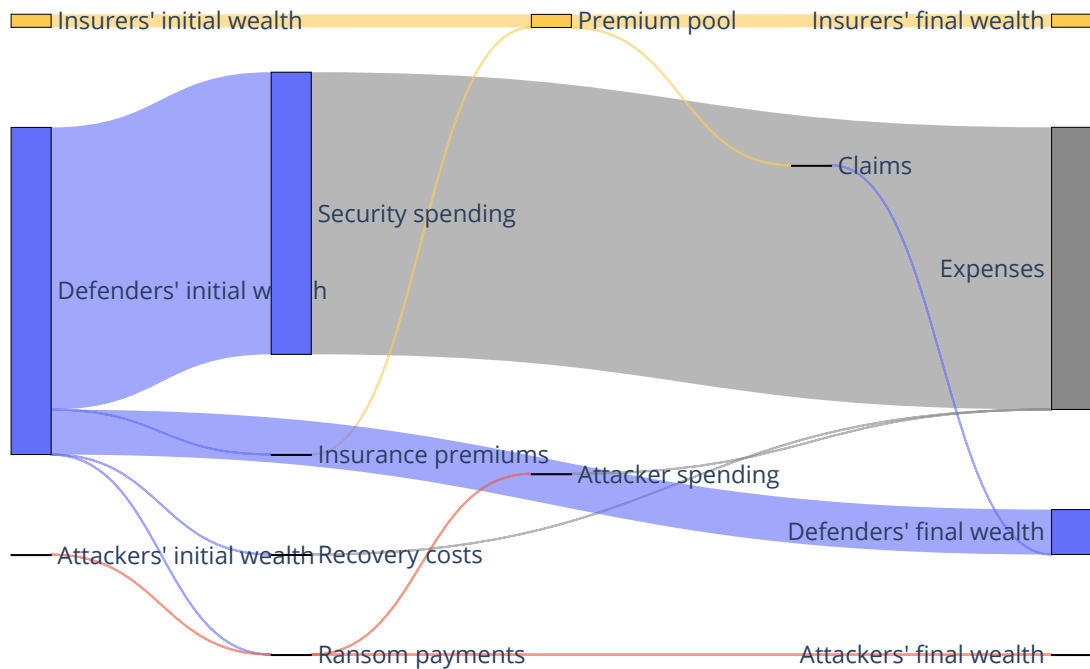 Insurers' initial wealth
Premium pool
Insurers' final wealth
Claims
Security spending
Expenses
Defenders' initial wealth
Insurance premiums
Attacker spending
Defenders' final wealth
Attackers' initial wealth
Recovery costs
Ransom payments
Attackers' final wealth